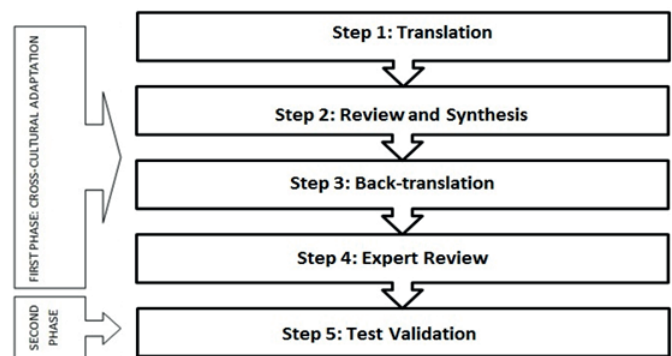 FIRST PHASE: CROSS-CULTURAL ADAPTATION
Step 1: Translation
Step 2: Review and Synthesis
Step 3: Back-translation
Step 4: Expert Review
SECOND
PHASE
Step 5: Test Validation